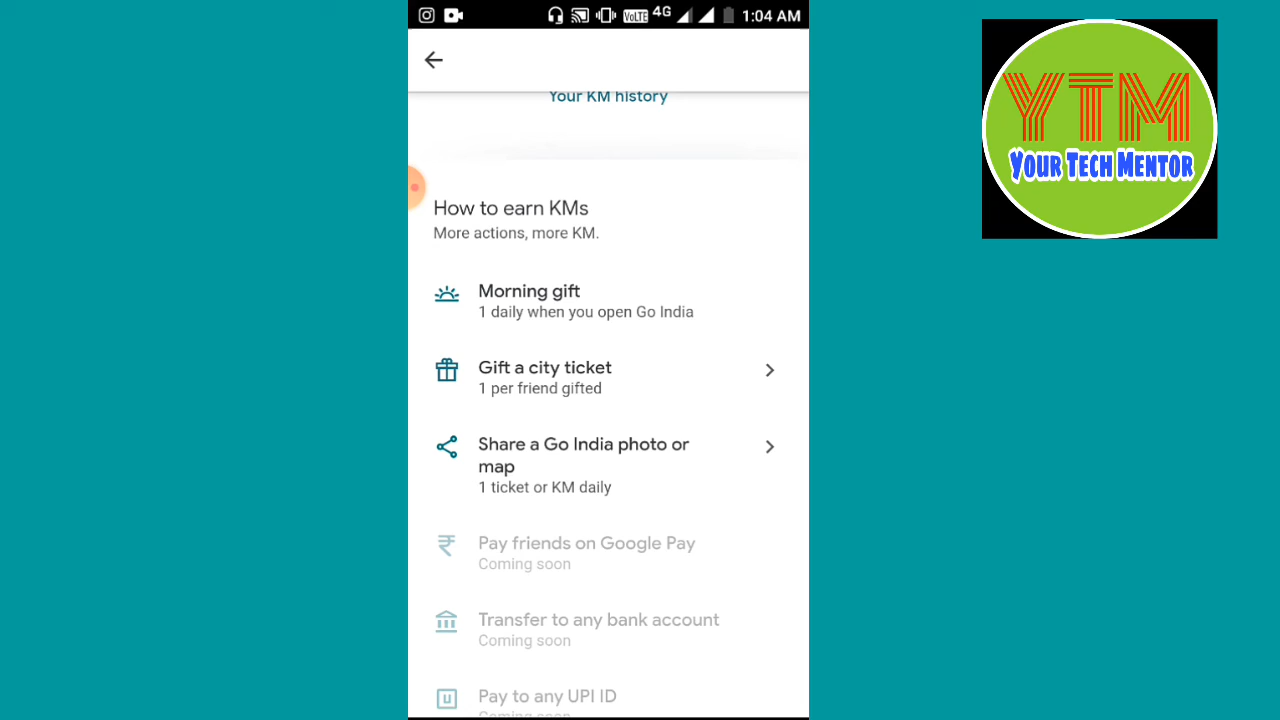 VoLTE 4G 1:04 AM
Your KM history
How to earn KMs
More actions, more KM.
Morning gift
1 daily when you open Go India
Gift a city ticket
1 per friend gifted
Share a Go India photo or
map
1 ticket or KM daily
Pay friends on Google Pay
Coming soon
Transfer to any bank account
Coming soon
Pay to any UPI ID
Coming soon
YTM
Your Tech Mentor